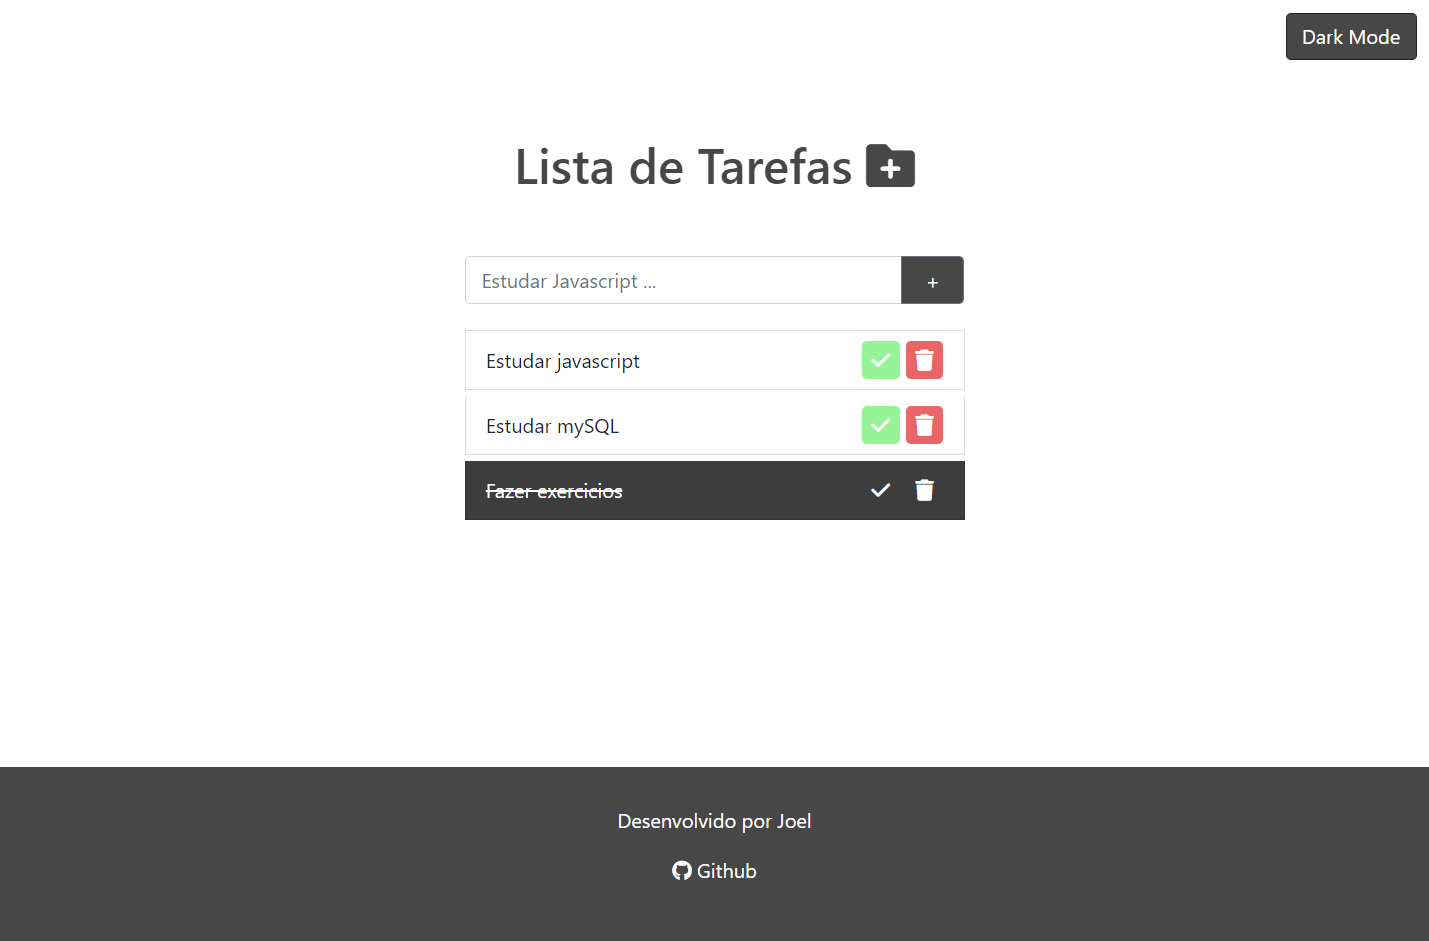 Dark Mode
Lista de Tarefas
Estudar Javascript ...
+
Estudar javascript
Estudar mySQL
Fazer exercicios
Desenvolvido por Joel
Github